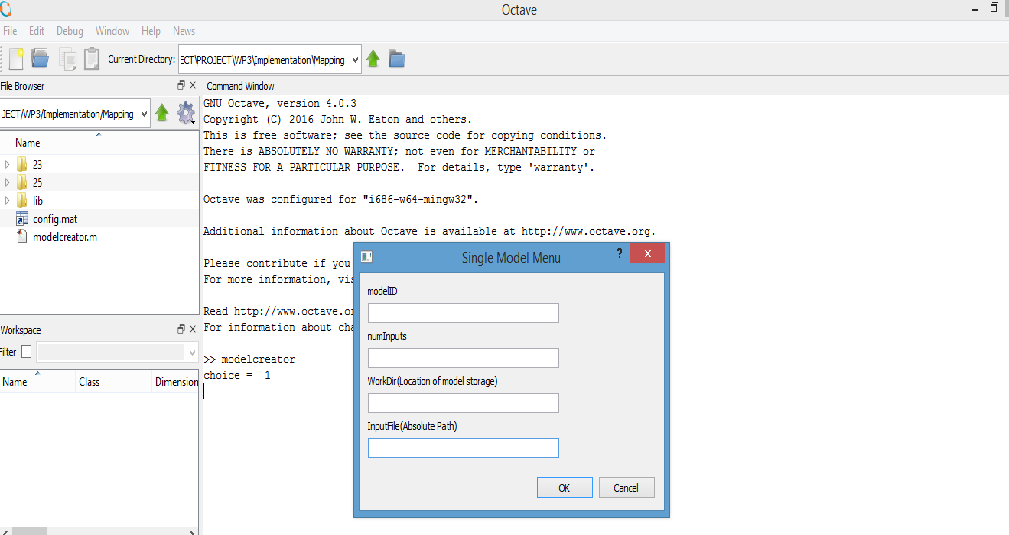 Octave
File Edit Debug Window Help News
Current Directory: ECT\PROJECT\WP3\Implementation\Mapping
File Browser
Command Window
JECT/WP3/Implementation/Mapping
Name
23
25
lib
config.mat
modelcreator.m
Workspace
Filter
Name Class Dimension
GNU Octave, version 4.0.3
Copyright (C) 2016 John W. Eaton and others.
This is free software; see the source code for copying conditions.
There is ABSOLUTELY NO WARRANTY; not even for MERCHANTABILITY or
FITNESS FOR A PARTICULAR PURPOSE.  For details, type 'warranty'.
Octave was configured for "i686-w64-mingw32".
Additional information about Octave is available at http://www.octave.org.
Please contribute if you
For more information, vis
Read http://www.octave.or
For information about cha
>> modelcreator
choice =  1
Single Model Menu
? x
modelID
numInputs
WorkDir(Location of model storage)
InputFile(Absolute Path)
OK Cancel